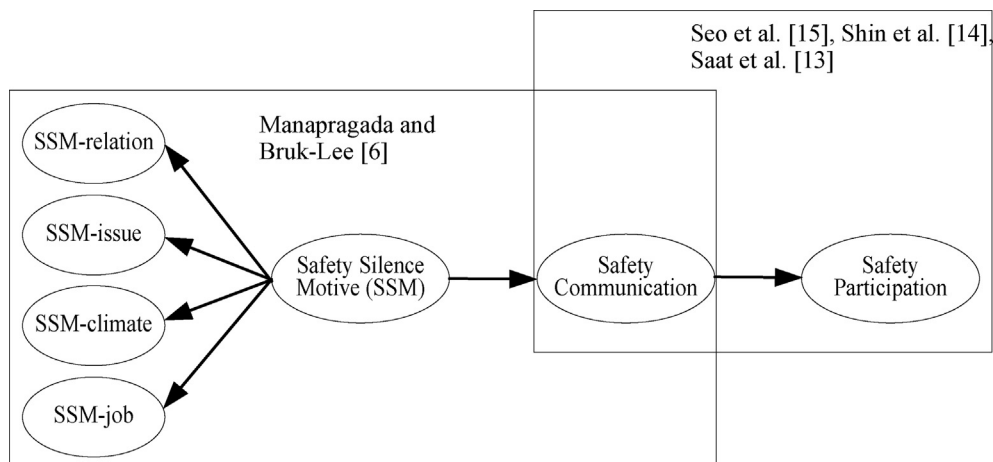 Seo et al. [15], Shin et al. [14],
Saat et al. [13]
Manapragada and
Bruk-Lee [6]
SSM-relation
SSM-issue
SSM-climate
SSM-job
Safety Silence
Motive (SSM)
Safety
Communication
Safety
Participation